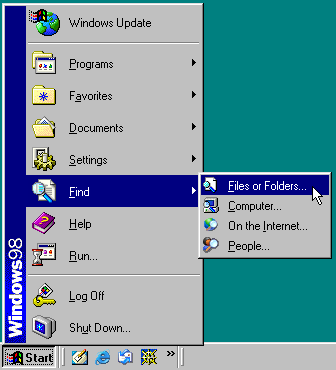 Windows Update
Programs
Favorites
Documents
Settings
Find
Help
Run...
Log Off
Shut Down...
Windows98
Files or Folders...
Computer...
On the Internet...
People...
Start
»